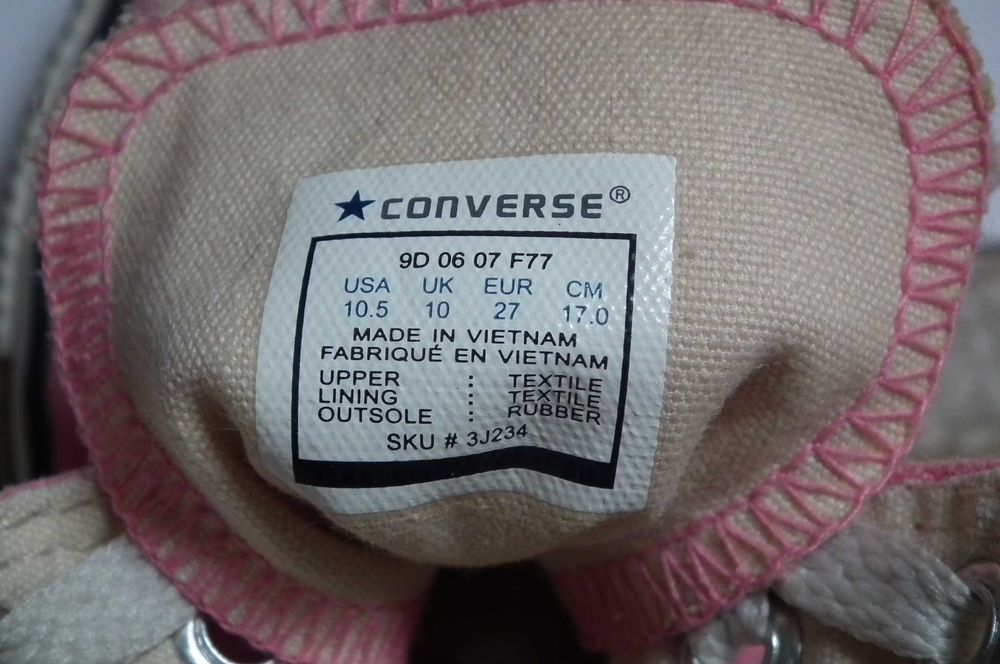 CONVERSE®
9D 06 07 F77
USA UK EUR CM
10.5 10 27 17.0
MADE IN VIETNAM
FABRIQUÉ EN VIETNAM
UPPER : TEXTILE
LINING : TEXTILE
OUTSOLE : RUBBER
SKU # 3J234